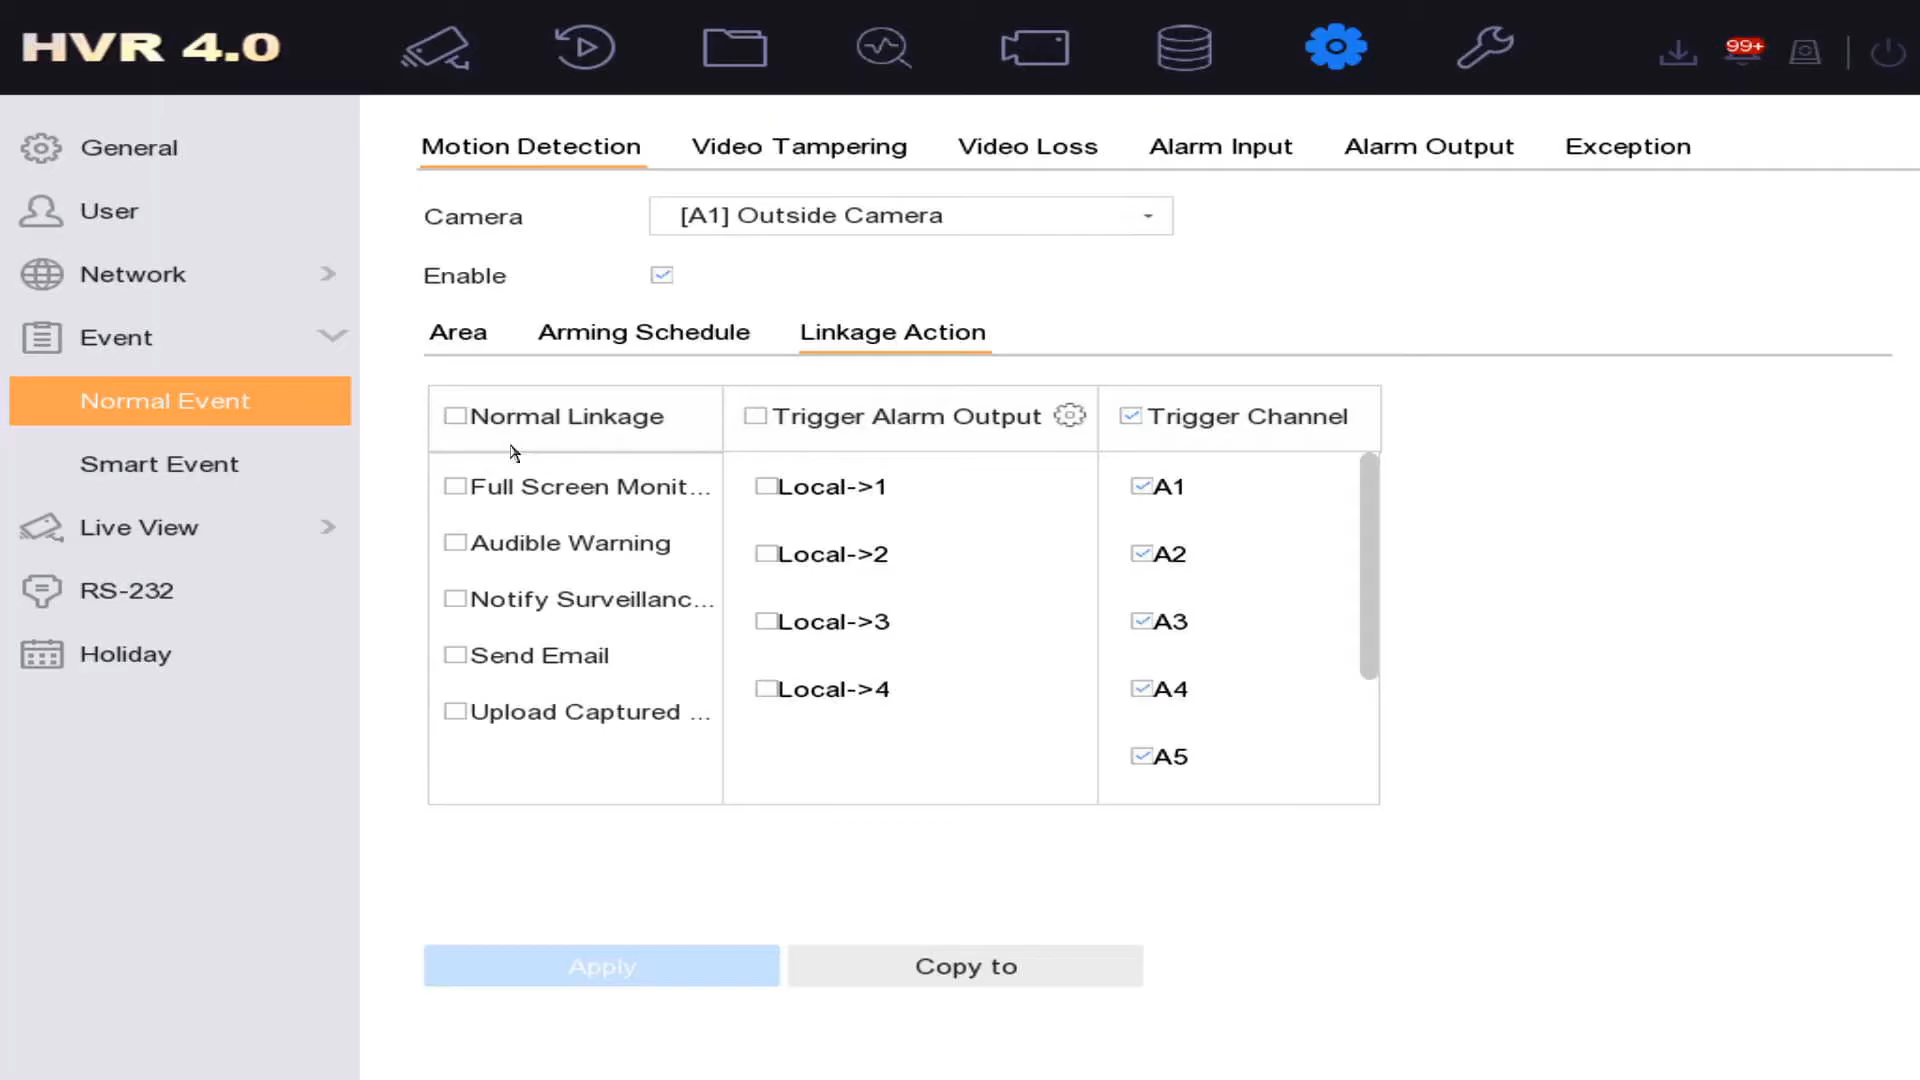 HVR 4.0
99+
General
User
Network
Event
Normal Event
Smart Event
Live View
RS-232
Holiday
Motion Detection Video Tampering Video Loss Alarm Input Alarm Output Exception
Camera [A1] Outside Camera
Enable
Area Arming Schedule Linkage Action
Normal Linkage Trigger Alarm Output Trigger Channel
Full Screen Monit... Local->1 A1
Audible Warning Local->2 A2
Notify Surveillanc... Local->3 A3
Send Email Local->4 A4
Upload Captured ... A5
Apply Copy to